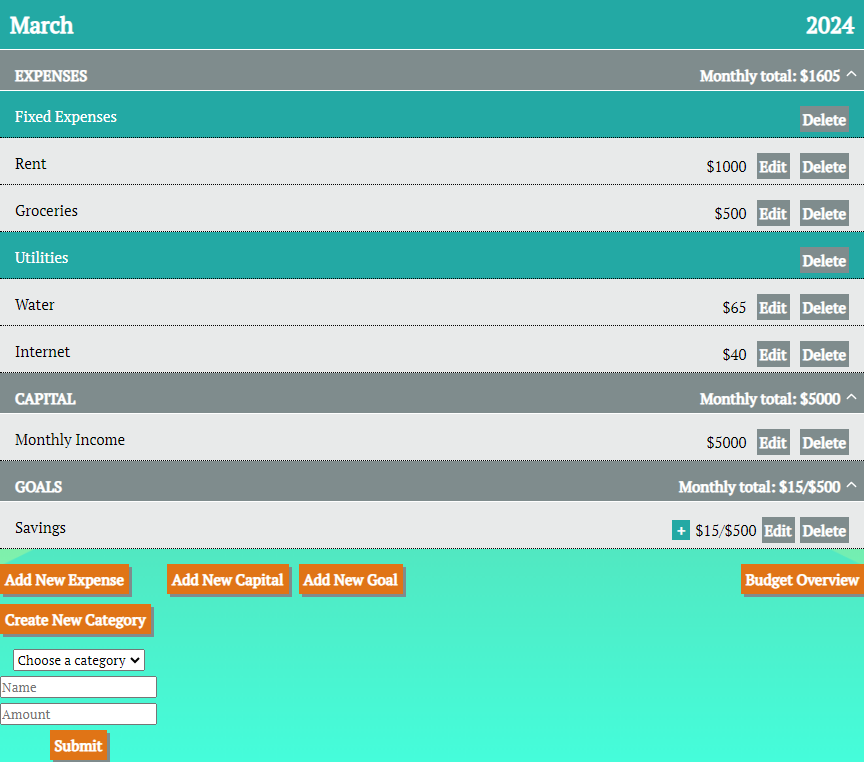 March 2024
EXPENSES Monthly total: $1605
Fixed Expenses Delete
Rent $1000 Edit Delete
Groceries $500 Edit Delete
Utilities Delete
Water $65 Edit Delete
Internet $40 Edit Delete
CAPITAL Monthly total: $5000
Monthly Income $5000 Edit Delete
GOALS Monthly total: $15/$500
Savings + $15/$500 Edit Delete
Add New Expense Add New Capital Add New Goal Budget Overview
Create New Category
Choose a category
Name
Amount
Submit